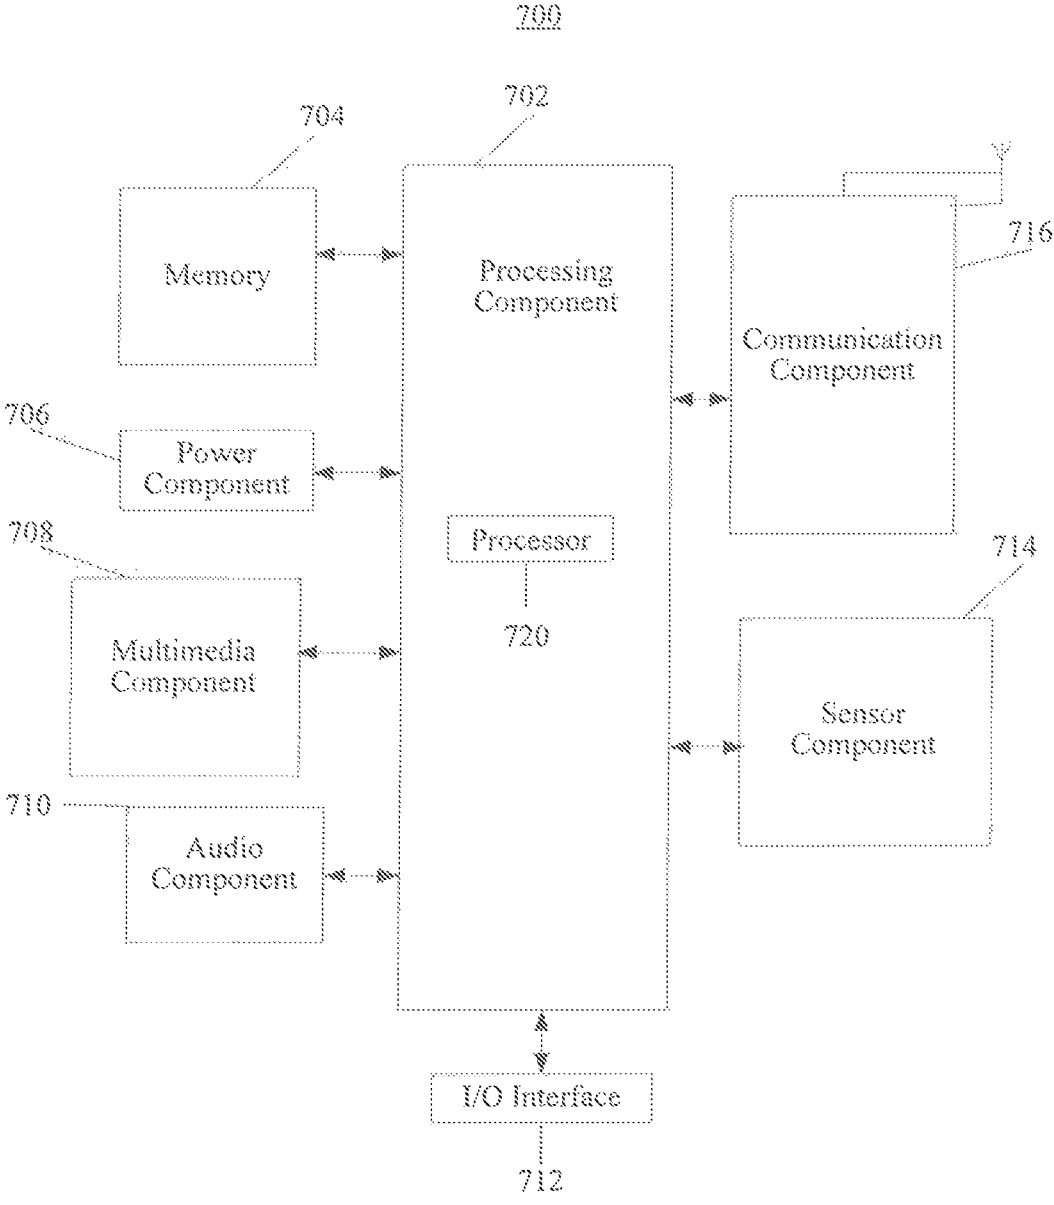 700
702
704
716
Memory
Processing
Component
Communication
Component
706
Power
Component
708
Processor
714
720
Multimedia
Component
Sensor
Component
710
Audio
Component
I/O Interface
712